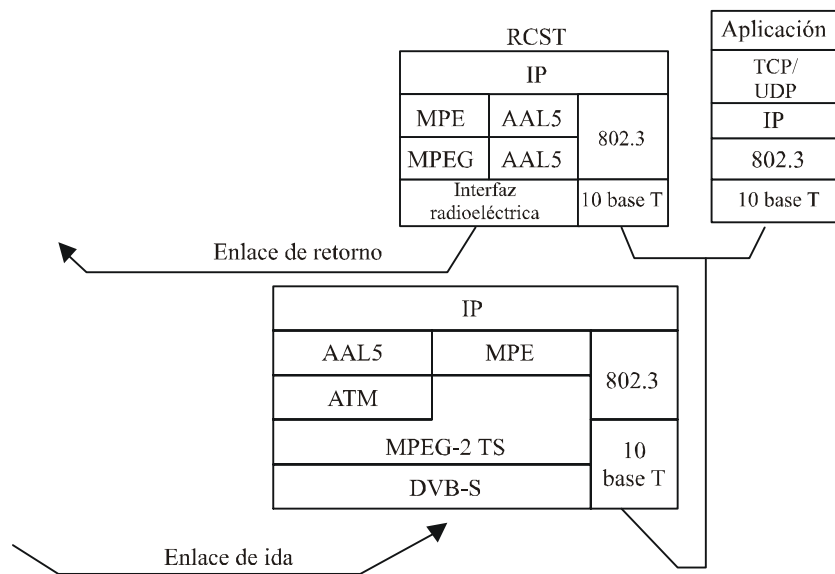 RCST
IP
MPE AAL5
802.3
MPEG AAL5
Interfaz
radioeléctrica
10 base T
Aplicación
TCP/
UDP
IP
802.3
10 base T
Enlace de retorno
IP
AAL5 MPE
802.3
ATM
MPEG-2 TS
10
base T
DVB-S
Enlace de ida